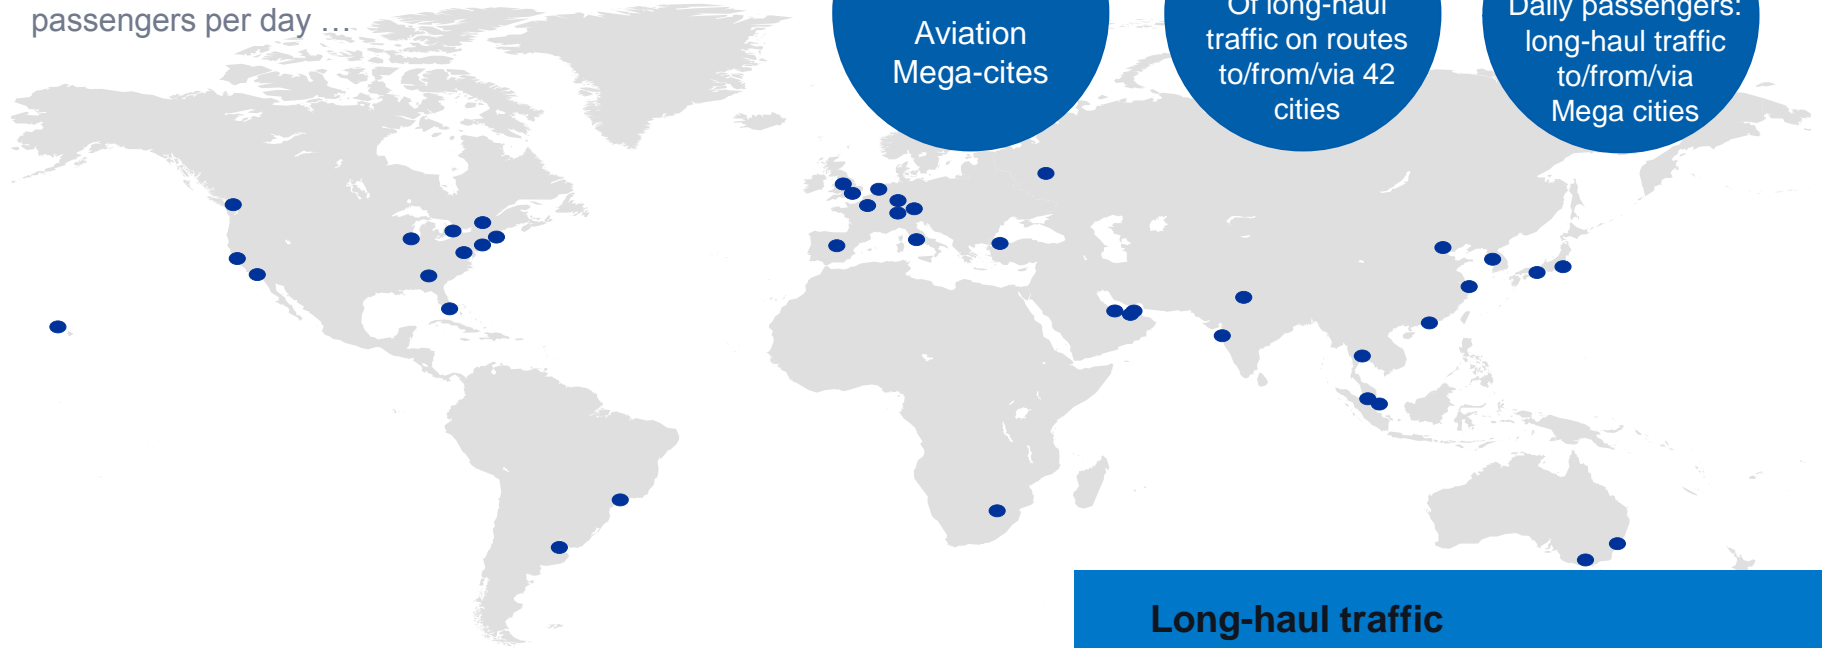 passengers per day ...
Aviation
Mega-cites
Of long-haul
traffic on routes
to/from/via 42
cities
Daily passengers:
long-haul traffic
to/from/via
Mega cities
Long-haul traffic